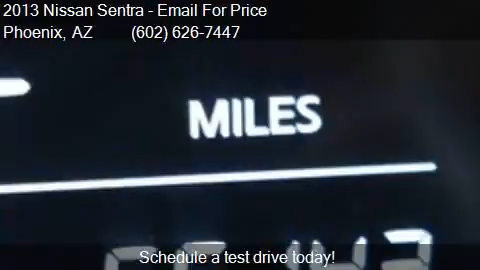 2013 Nissan Sentra - Email For Price
Phoenix, AZ (602) 626-7447
MILES
Schedule a test drive today!